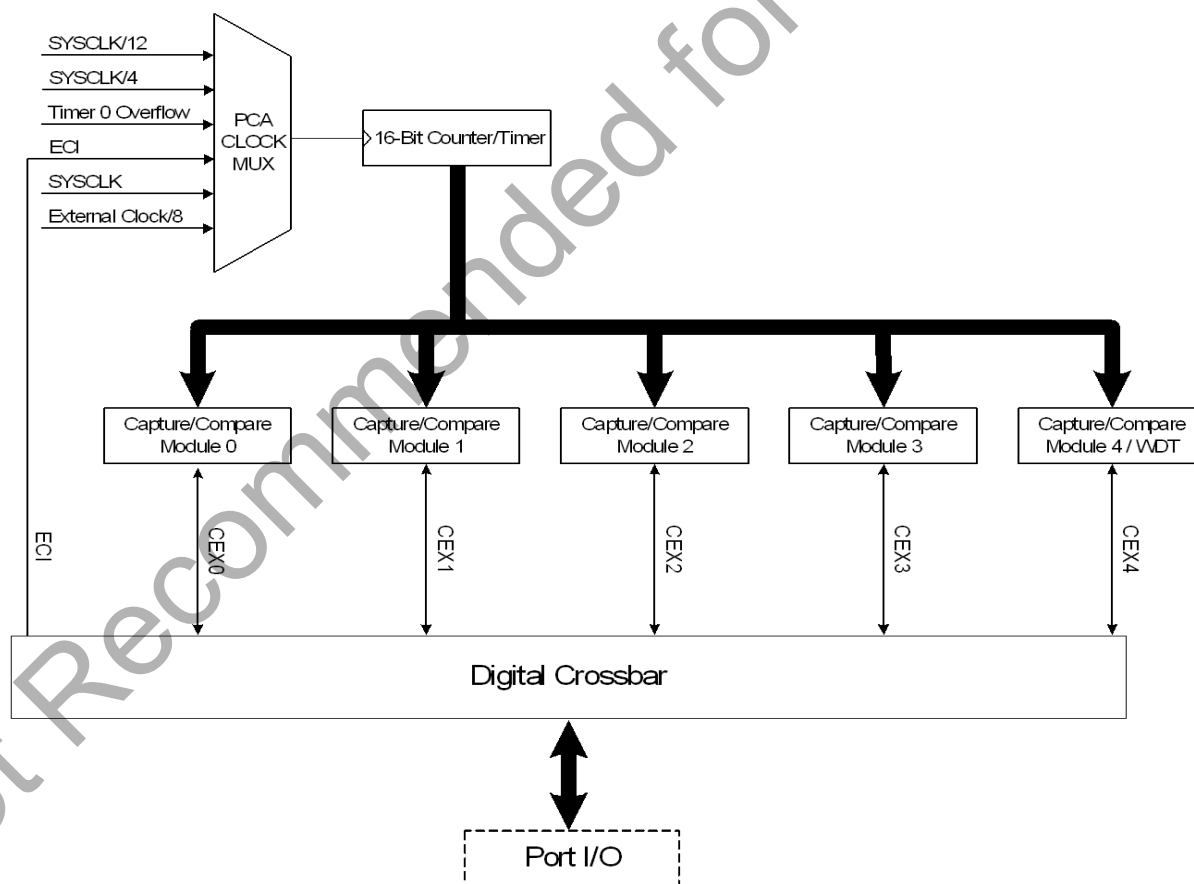 SYSCLK/12
SYSCLK/4
Timer 0 Overflow
ECI
SYSCLK
External Clock/8
PCA
CLOCK
MUX
16-Bit Counter/Timer
Capture/Compare
Module 0
Capture/Compare
Module 1
Capture/Compare
Module 2
Capture/Compare
Module 3
Capture/Compare
Module 4 / WDT
ECI
CEX0
CEX1
CEX2
CEX3
CEX4
Digital Crossbar
Port I/O
Recommended for